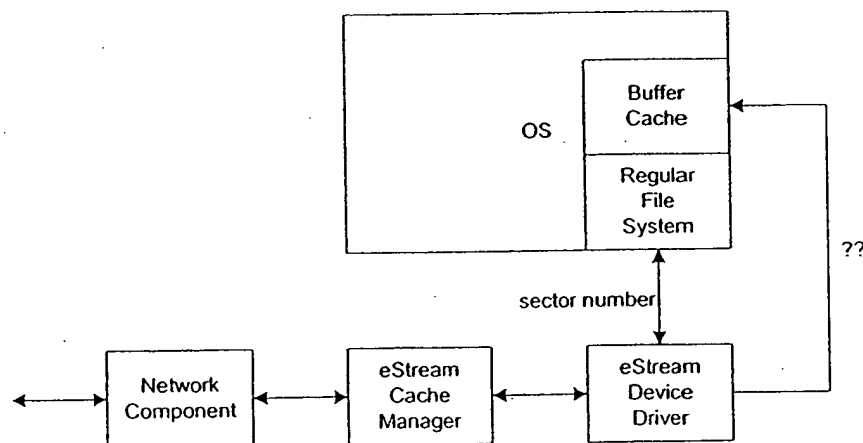 Buffer
Cache
OS
Regular
File
System
??
sector number
Network
Component
eStream
Cache
Manager
eStream
Device
Driver